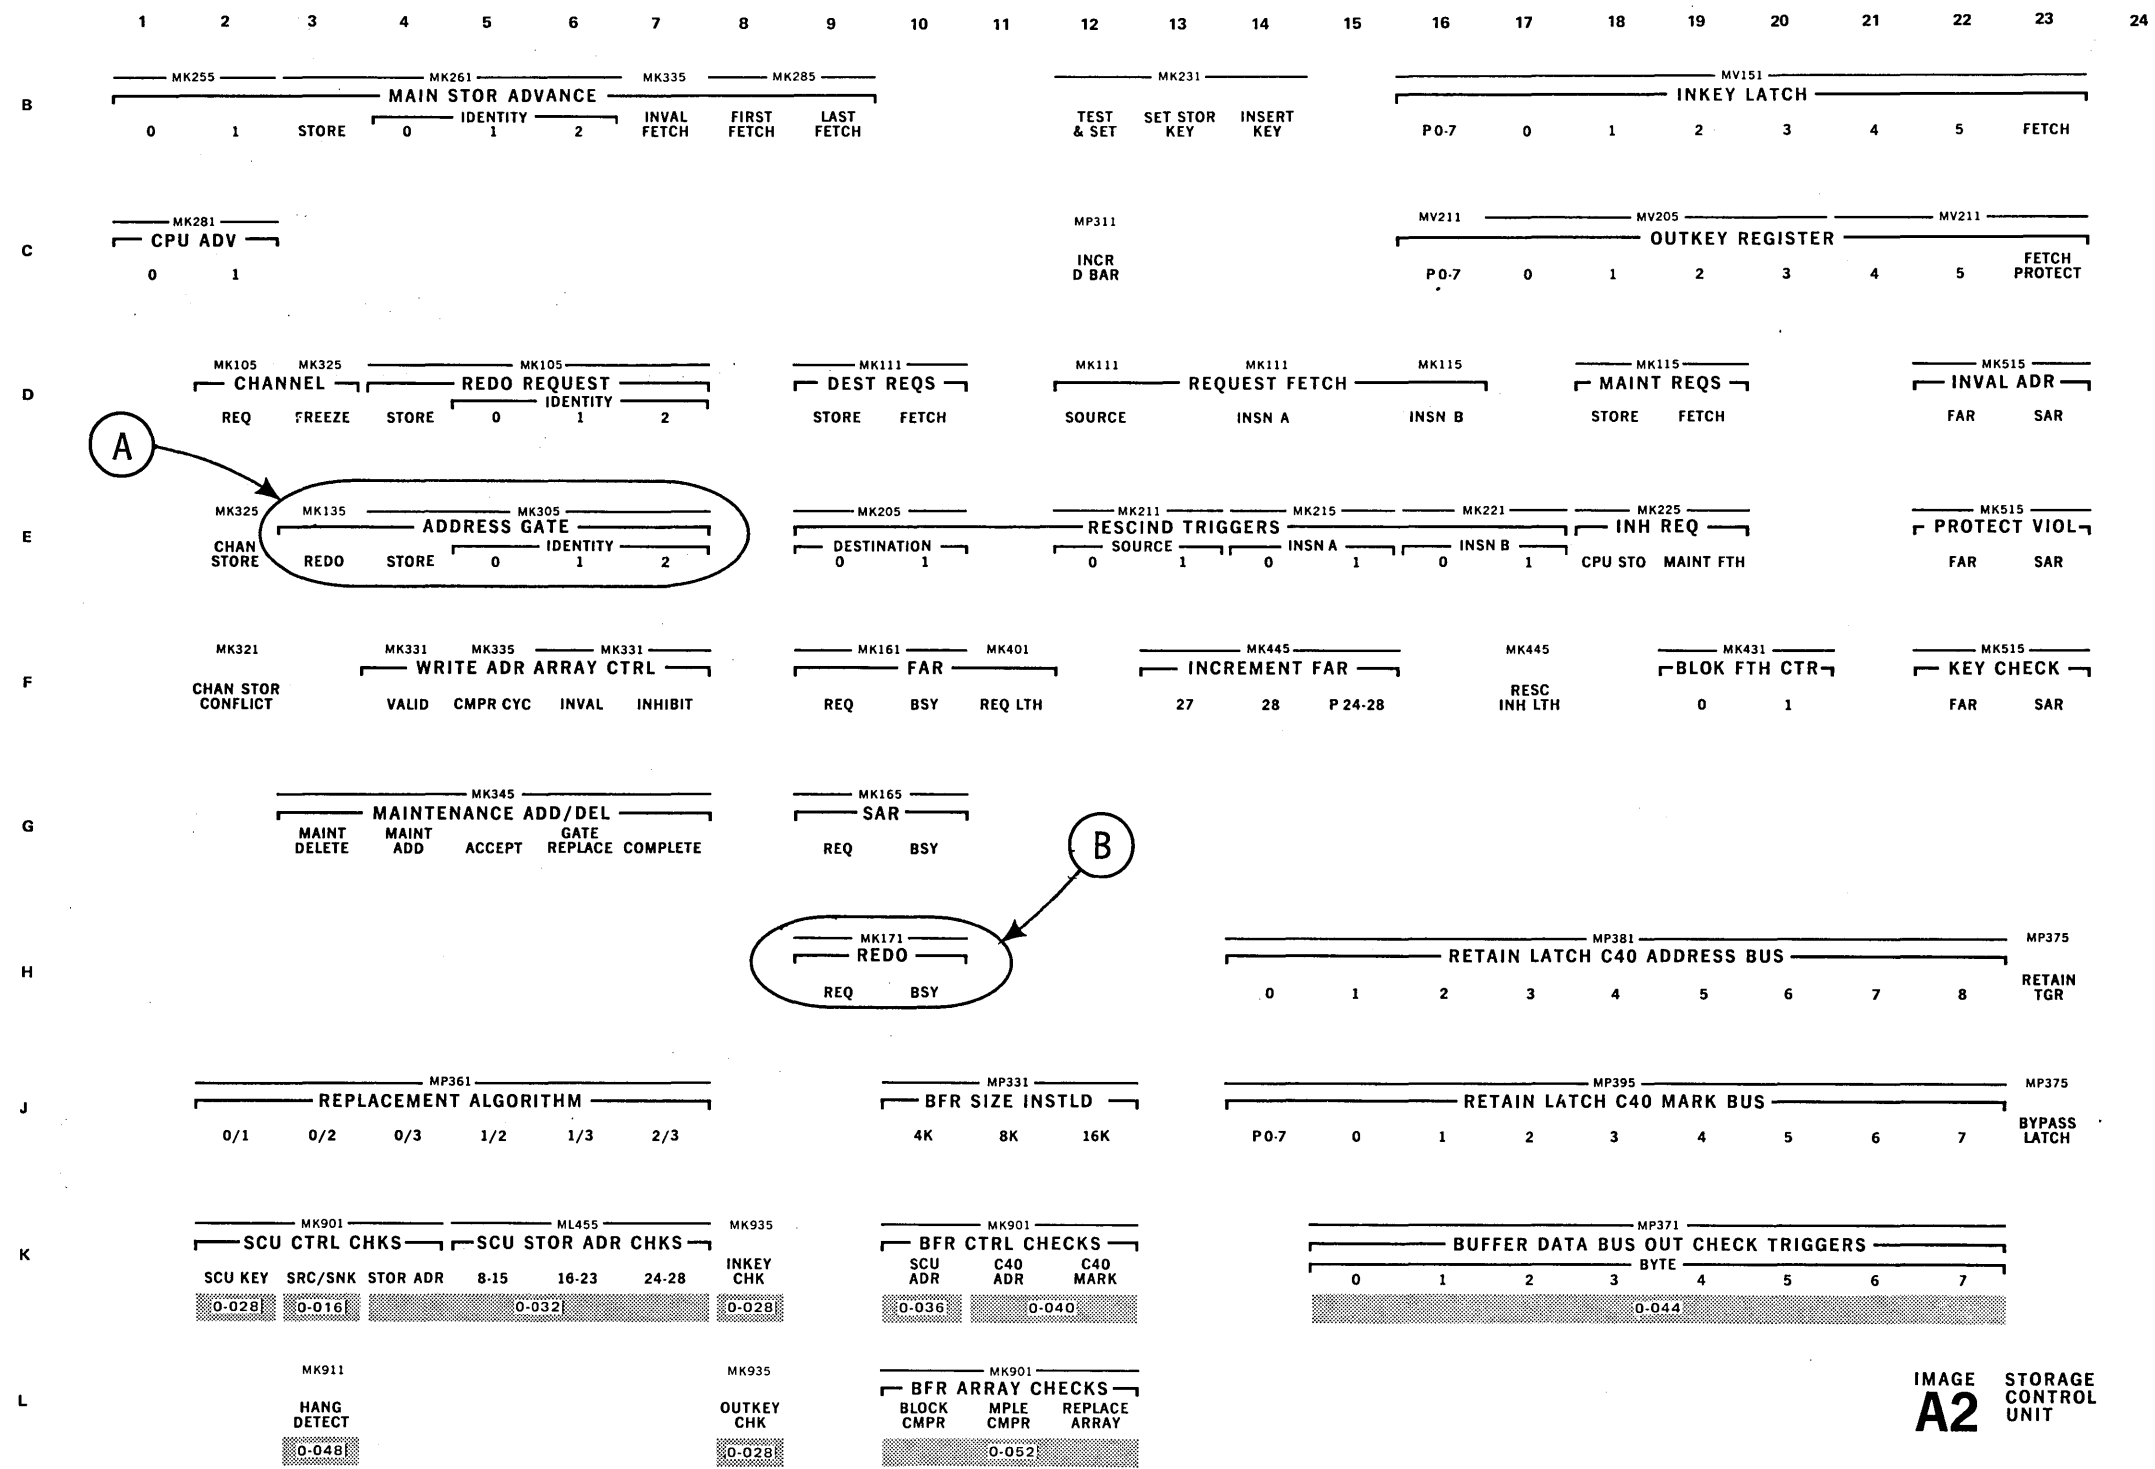 1 2 3 4 5 6 7 8 9 10 11 12 13 14 15 16 17 18 19 20 21 22 23 24
MK255 MK261 MK335 MK285 MK231 MV151
B MAIN STOR ADVANCE INKEY LATCH
IDENTITY INVAL FIRST LAST TEST SET STOR INSERT
0 1 STORE 0 1 2 FETCH FETCH FETCH & SET KEY KEY P 0-7 0 1 2 3 4 5 FETCH
MK281 MP311 MV211 MV205 MV211
C CPU ADV OUTKEY REGISTER
INCR FETCH
0 1 D BAR P 0-7 0 1 2 3 4 5 PROTECT
MK105 MK325 MK105 MK111 MK111 MK111 MK115 MK115 MK515
D CHANNEL REDO REQUEST DEST REQS REQUEST FETCH MAINT REQS INVAL ADR
IDENTITY
REQ FREEZE STORE 0 1 2 STORE FETCH SOURCE INSN A INSN B STORE FETCH FAR SAR
A
MK325 MK135 MK305 MK205 MK211 MK215 MK221 MK225 MK515
E ADDRESS GATE RESCIND TRIGGERS INH REQ PROTECT VIOL
CHAN IDENTITY DESTINATION SOURCE INSN A INSN B
STORE REDO STORE 0 1 2 0 1 0 1 0 1 0 1 CPU STO MAINT FTH FAR SAR
MK321 MK331 MK335 MK331 MK161 MK401 MK445 MK445 MK431 MK515
F WRITE ADR ARRAY CTRL FAR INCREMENT FAR BLOK FTH CTR KEY CHECK
CHAN STOR RESC
CONFLICT VALID CMPR CYC INVAL INHIBIT REQ BSY REQ LTH 27 28 P 24-28 INH LTH 0 1 FAR SAR
MK345 MK165
G MAINTENANCE ADD/DEL SAR
MAINT MAINT GATE
DELETE ADD ACCEPT REPLACE COMPLETE REQ BSY
B
MK171 MP381 MP375
H REDO RETAIN LATCH C40 ADDRESS BUS
RETAIN
REQ BSY 0 1 2 3 4 5 6 7 8 TGR
MP361 MP331 MP395 MP375
J REPLACEMENT ALGORITHM BFR SIZE INSTLD RETAIN LATCH C40 MARK BUS
BYPASS
0/1 0/2 0/3 1/2 1/3 2/3 4K 8K 16K P 0-7 0 1 2 3 4 5 6 7 LATCH
MK901 ML455 MK935 MK901 MP371
K SCU CTRL CHKS SCU STOR ADR CHKS BFR CTRL CHECKS BUFFER DATA BUS OUT CHECK TRIGGERS
INKEY SCU C40 C40 BYTE
SCU KEY SRC/SNK STOR ADR 8-15 16-23 24-28 CHK ADR ADR MARK 0 1 2 3 4 5 6 7
0-028 0-016 0-032 0-028 0-036 0-040 0-044
MK911 MK935 MK901
L BFR ARRAY CHECKS
HANG OUTKEY BLOCK MPLE REPLACE
DETECT CHK CMPR CMPR ARRAY
0-048 0-028 0-052
IMAGE STORAGE
A2 CONTROL
UNIT